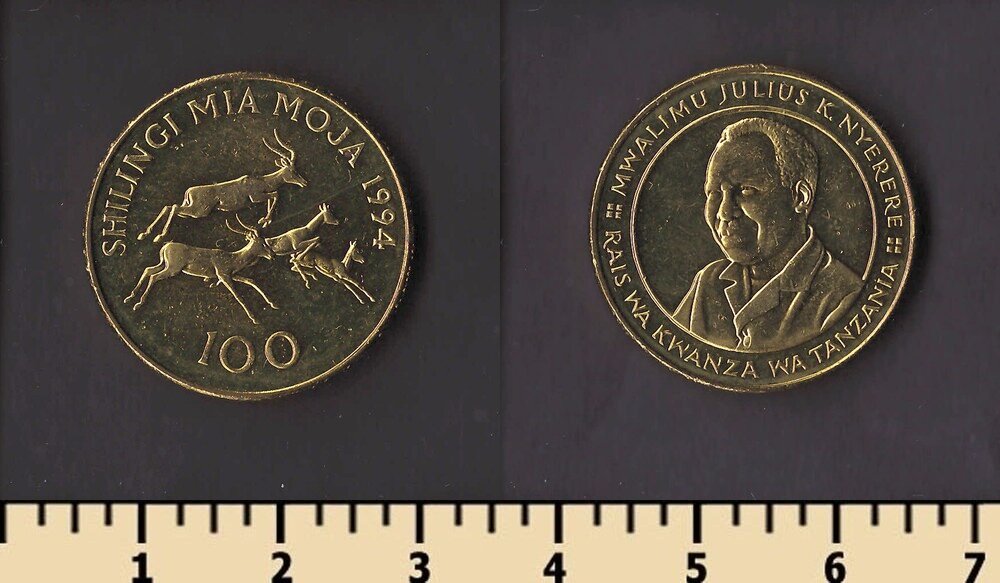 SHILINGI MIA MOJA 1994
100
MWALIMU JULIUS K. NYERERE
RAIS WA KWANZA WA TANZANIA
1 2 3 4 5 6 7